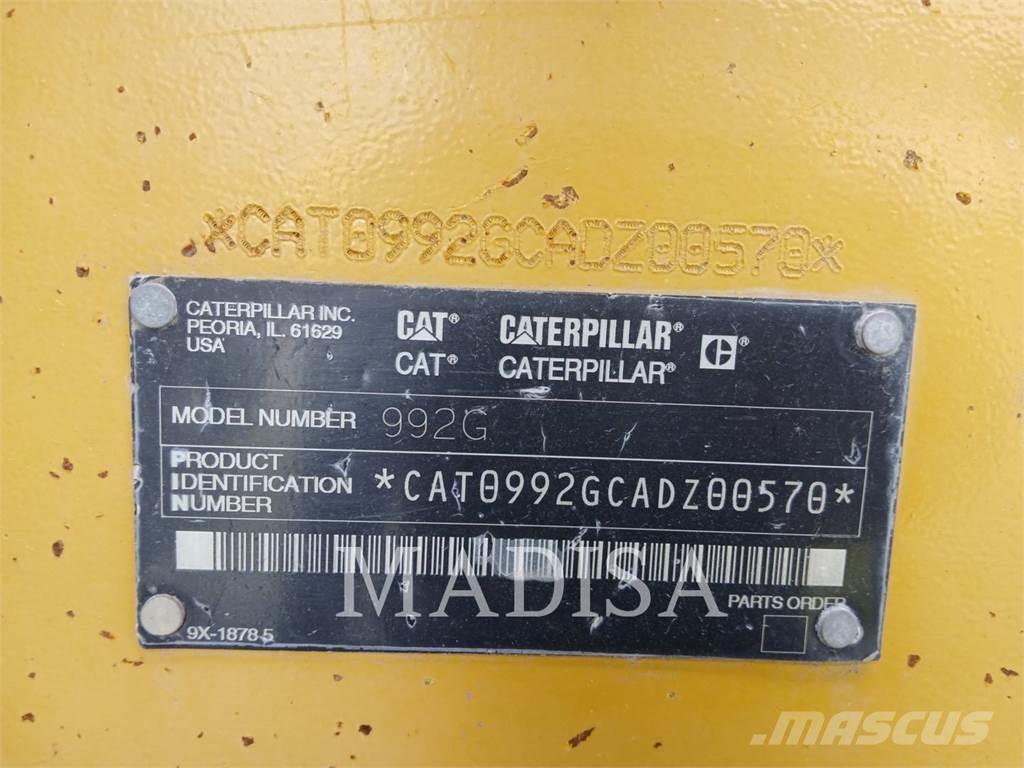 *CAT0992GCADZ00570*
CATERPILLAR INC.
PEORIA, IL. 61629
USA
CAT® CATERPILLAR® C®
CAT® CATERPILLAR®
MODEL NUMBER 992G
PRODUCT
IDENTIFICATION
NUMBER
*CAT0992GCADZ00570*
MADISA
PARTS ORDER
9X-1878 5
MASCUS